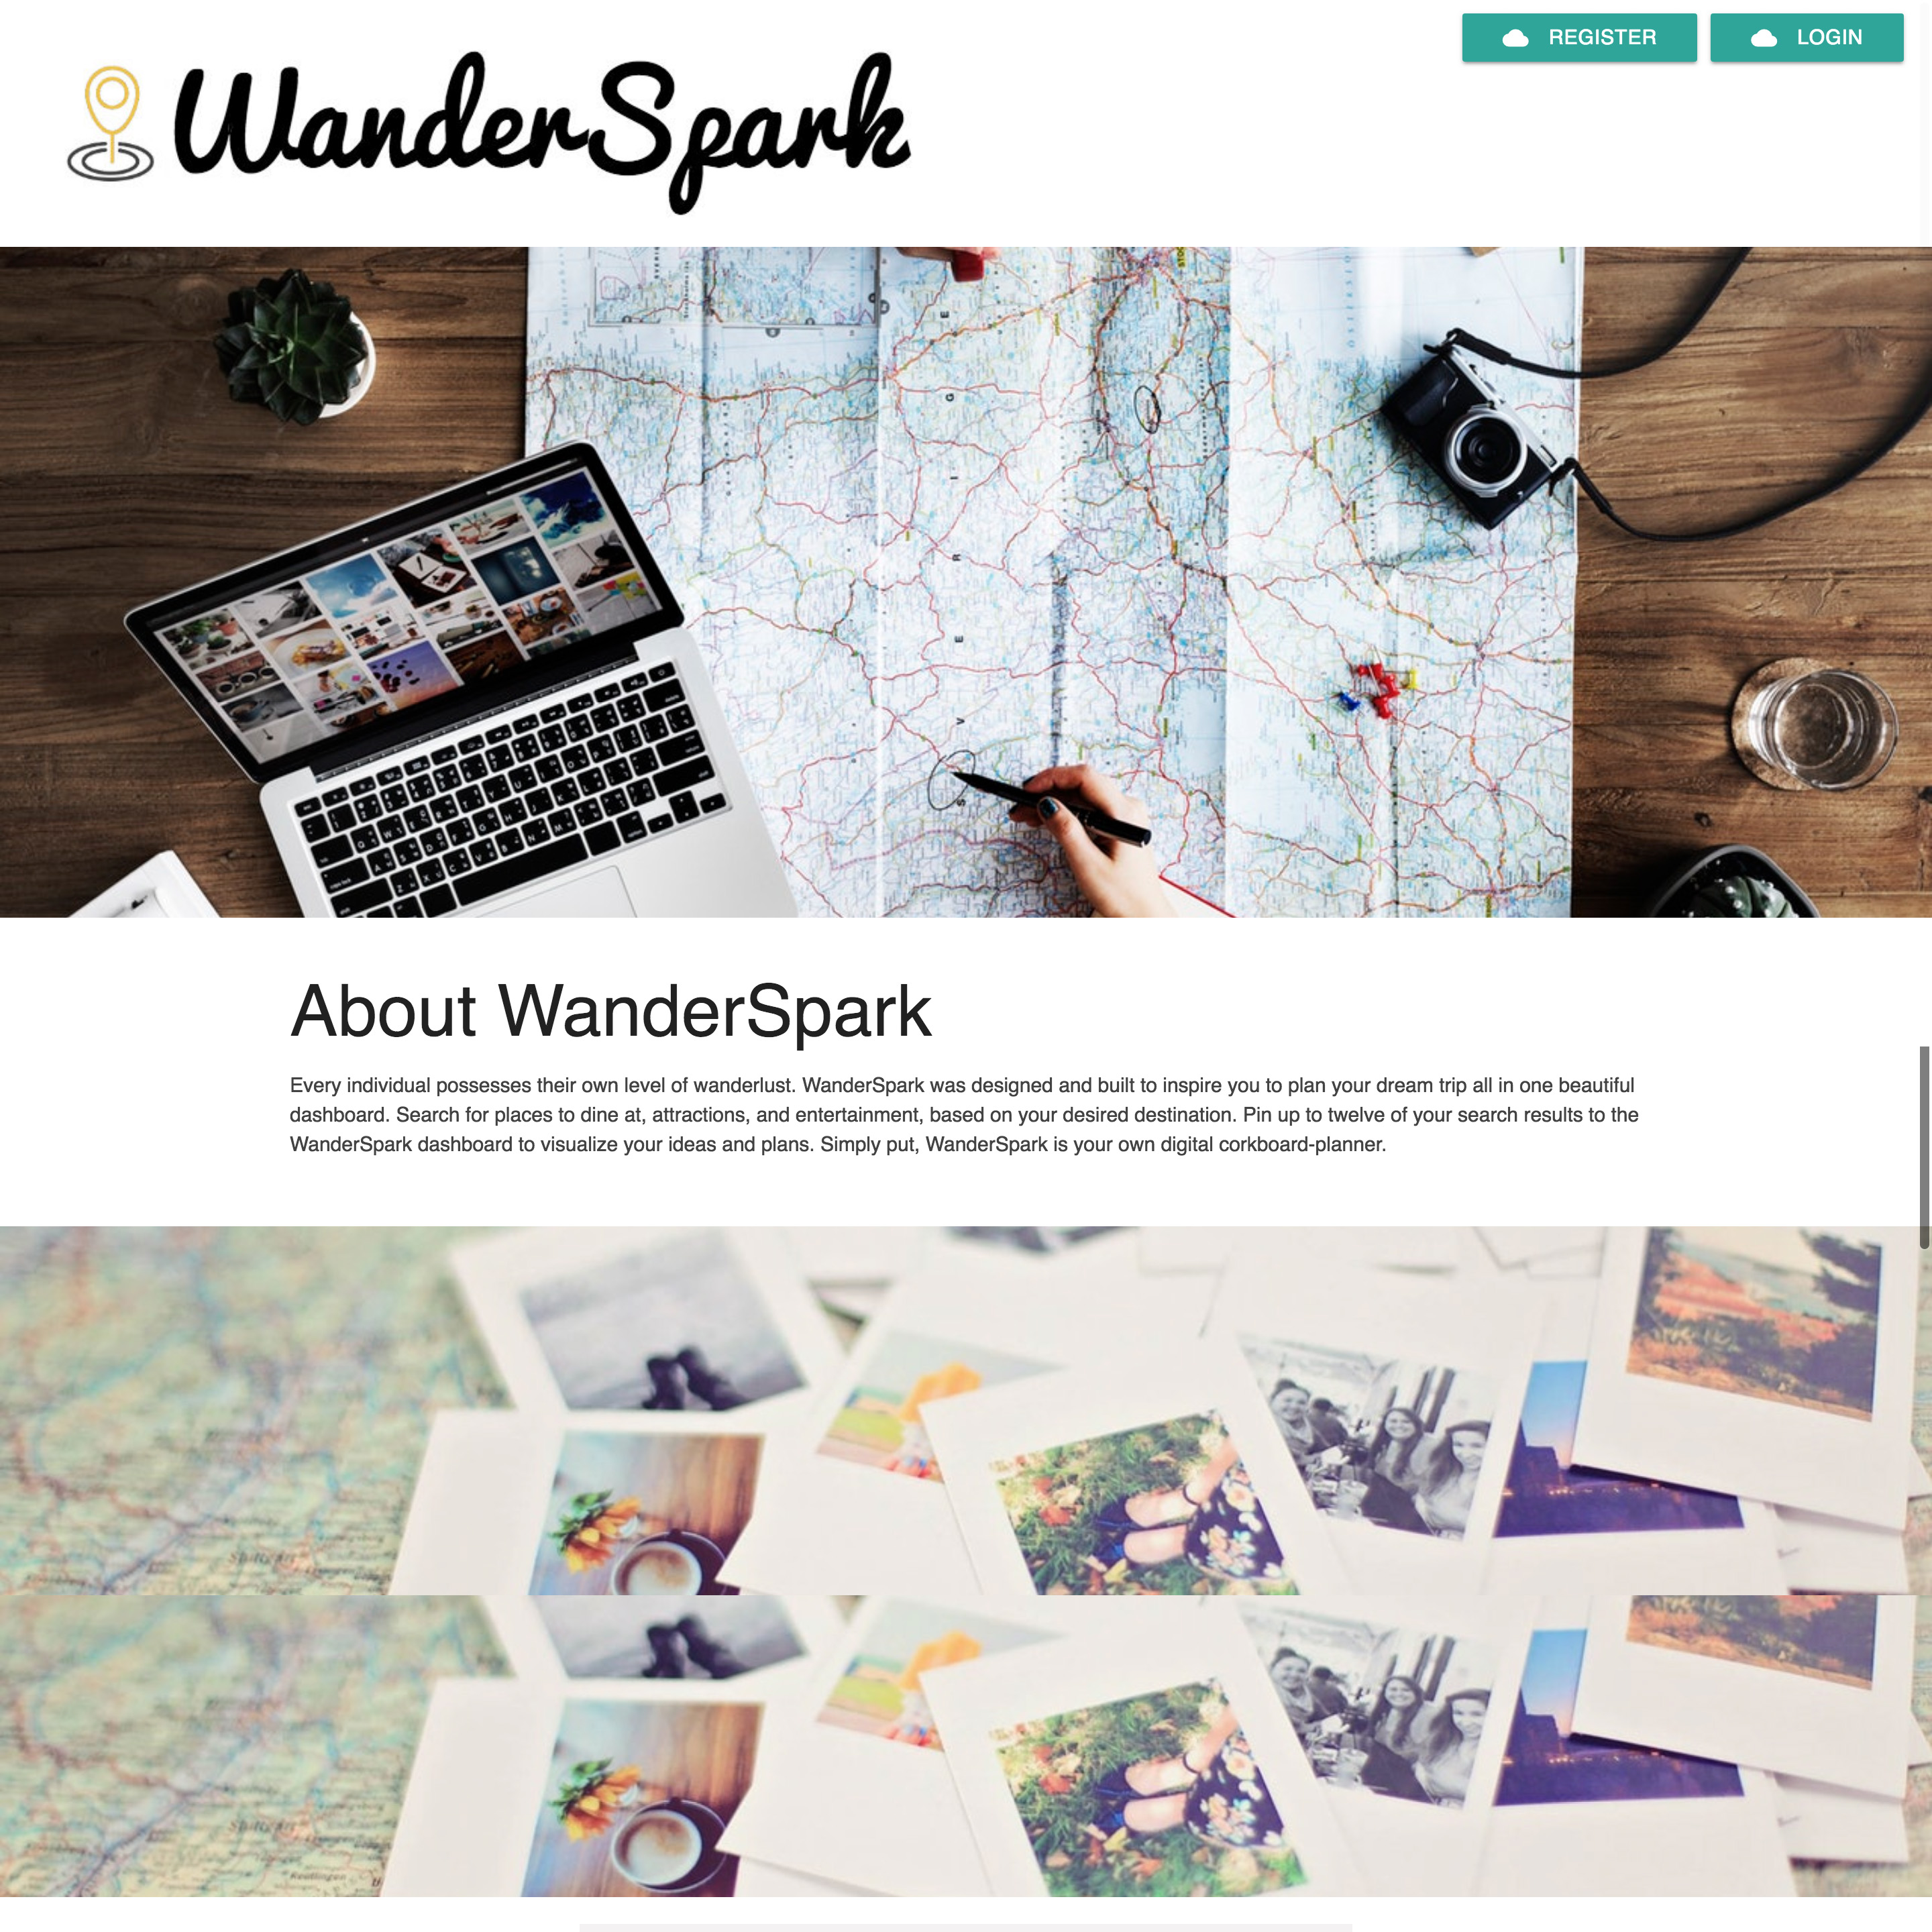 REGISTER
LOGIN
WanderSpark
About WanderSpark
Every individual possesses their own level of wanderlust. WanderSpark was designed and built to inspire you to plan your dream trip all in one beautiful
dashboard. Search for places to dine at, attractions, and entertainment, based on your desired destination. Pin up to twelve of your search results to the
WanderSpark dashboard to visualize your ideas and plans. Simply put, WanderSpark is your own digital corkboard-planner.